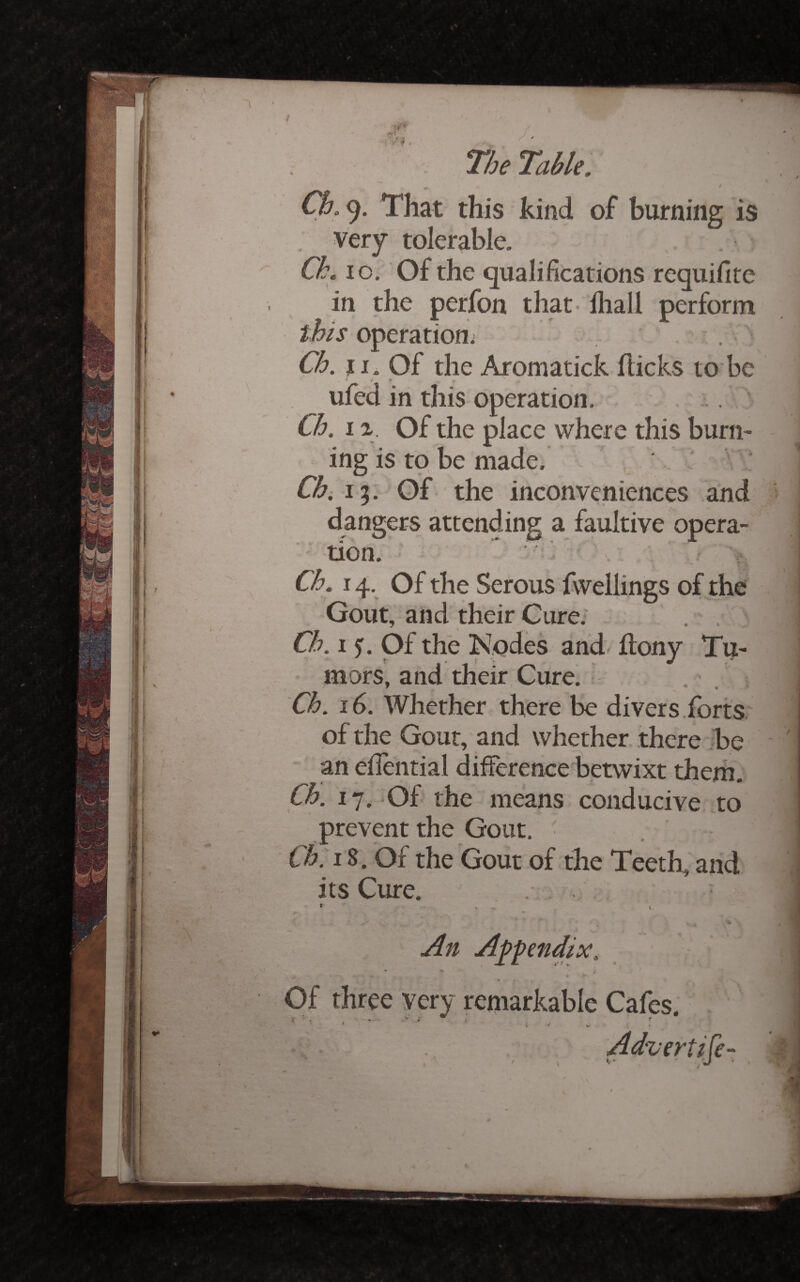 The Table.
Ch. 9. That this kind of burning is
very tolerable.
Ch. 10. Of the qualifications requiſite
in the perſon that ſhall perform
this operation.
Ch. 11. Of the Aromatick ſticks to be
uſed in this operation.
Ch. 12. Of the place where this burn-
ing is to be made.
Ch. 13. Of the inconveniences and
dangers attending a faultive opera-
tion.
Ch. 14. Of the Serous ſwellings of the
Gout, and their Cure.
Ch. 15. Of the Nodes and ſtony Tu-
mors, and their Cure.
Ch. 16. Whether there be divers ſorts
of the Gout, and whether there be
an eſſential difference betwixt them.
Ch. 17. Of the means conducive to
prevent the Gout.
Ch. 18. Of the Gout of the Teeth, and
its Cure.
An Appendix.
Of three very remarkable Caſes.
Advertiſe-